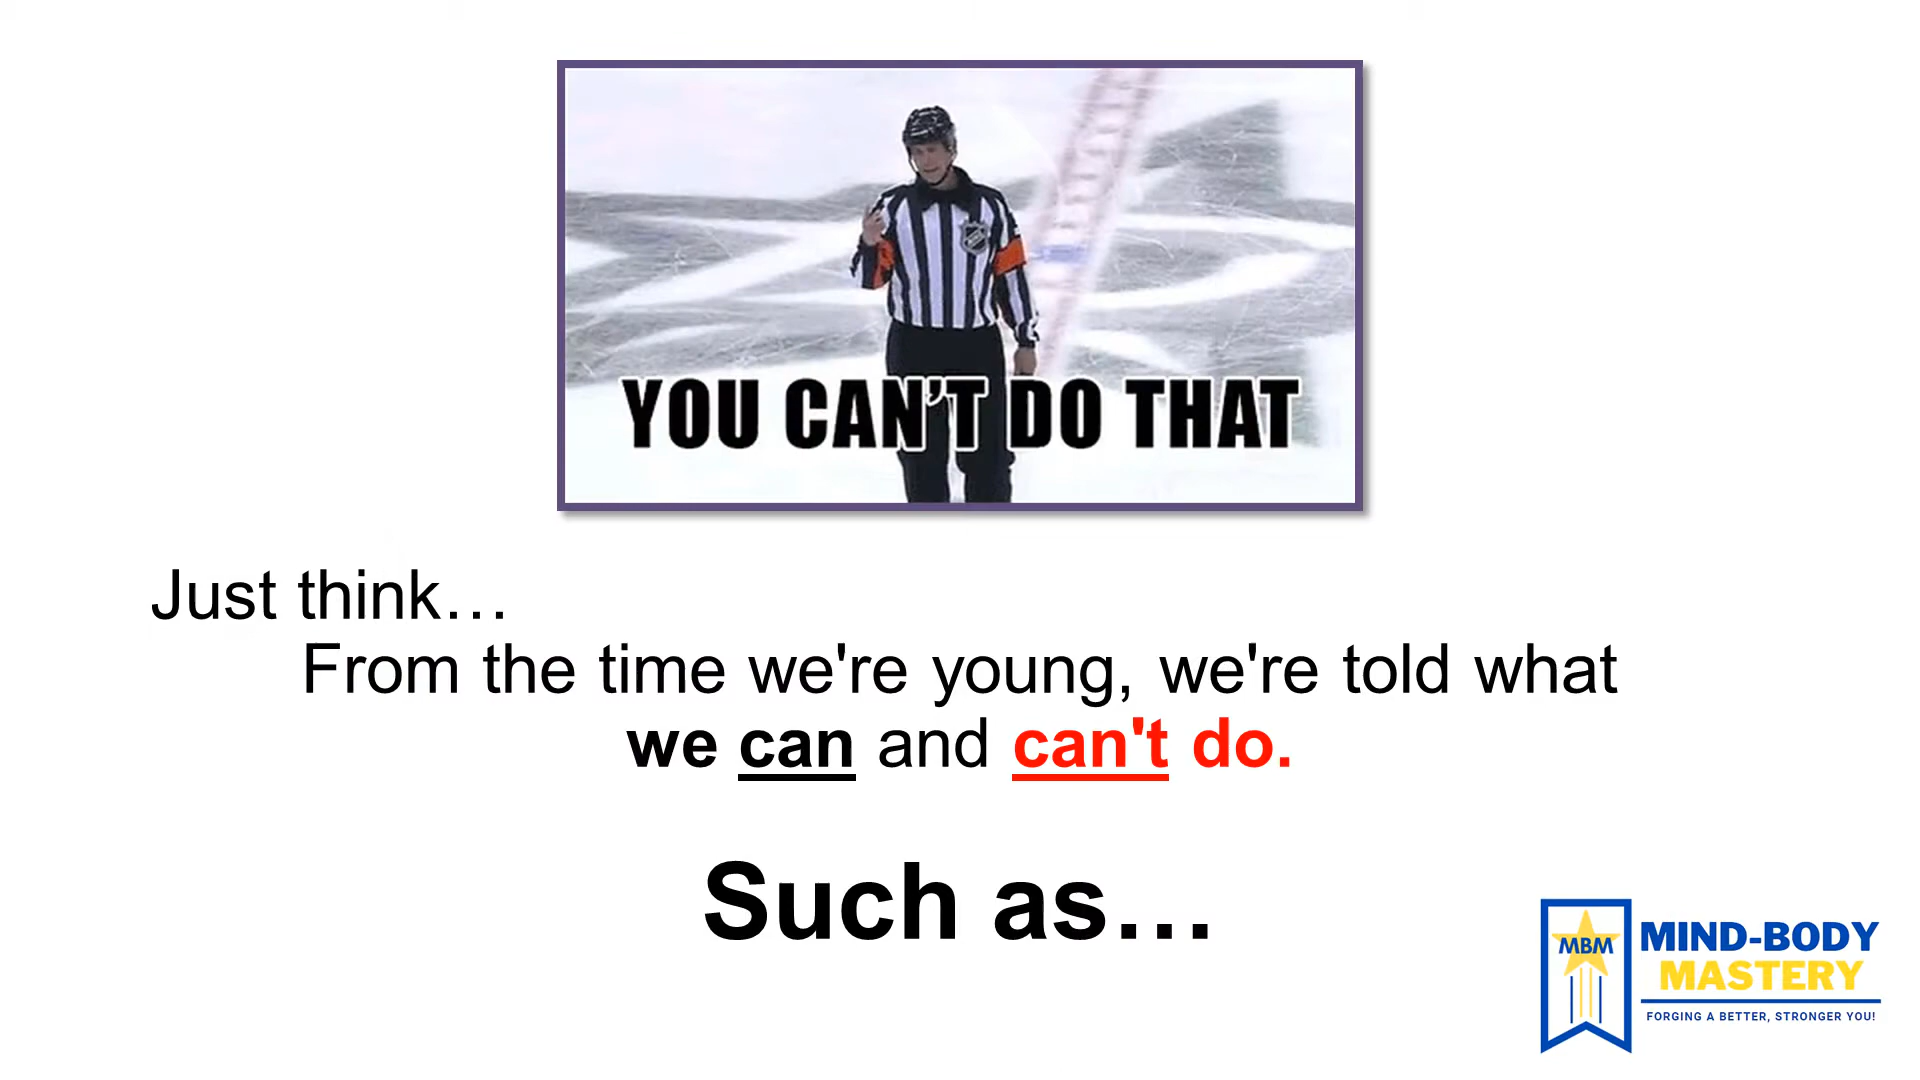 YOU CAN'T DO THAT
Just think…
From the time we're young, we're told what
we can and can't do.
Such as…
MBM
MIND-BODY
MASTERY
FORGING A BETTER, STRONGER YOU!